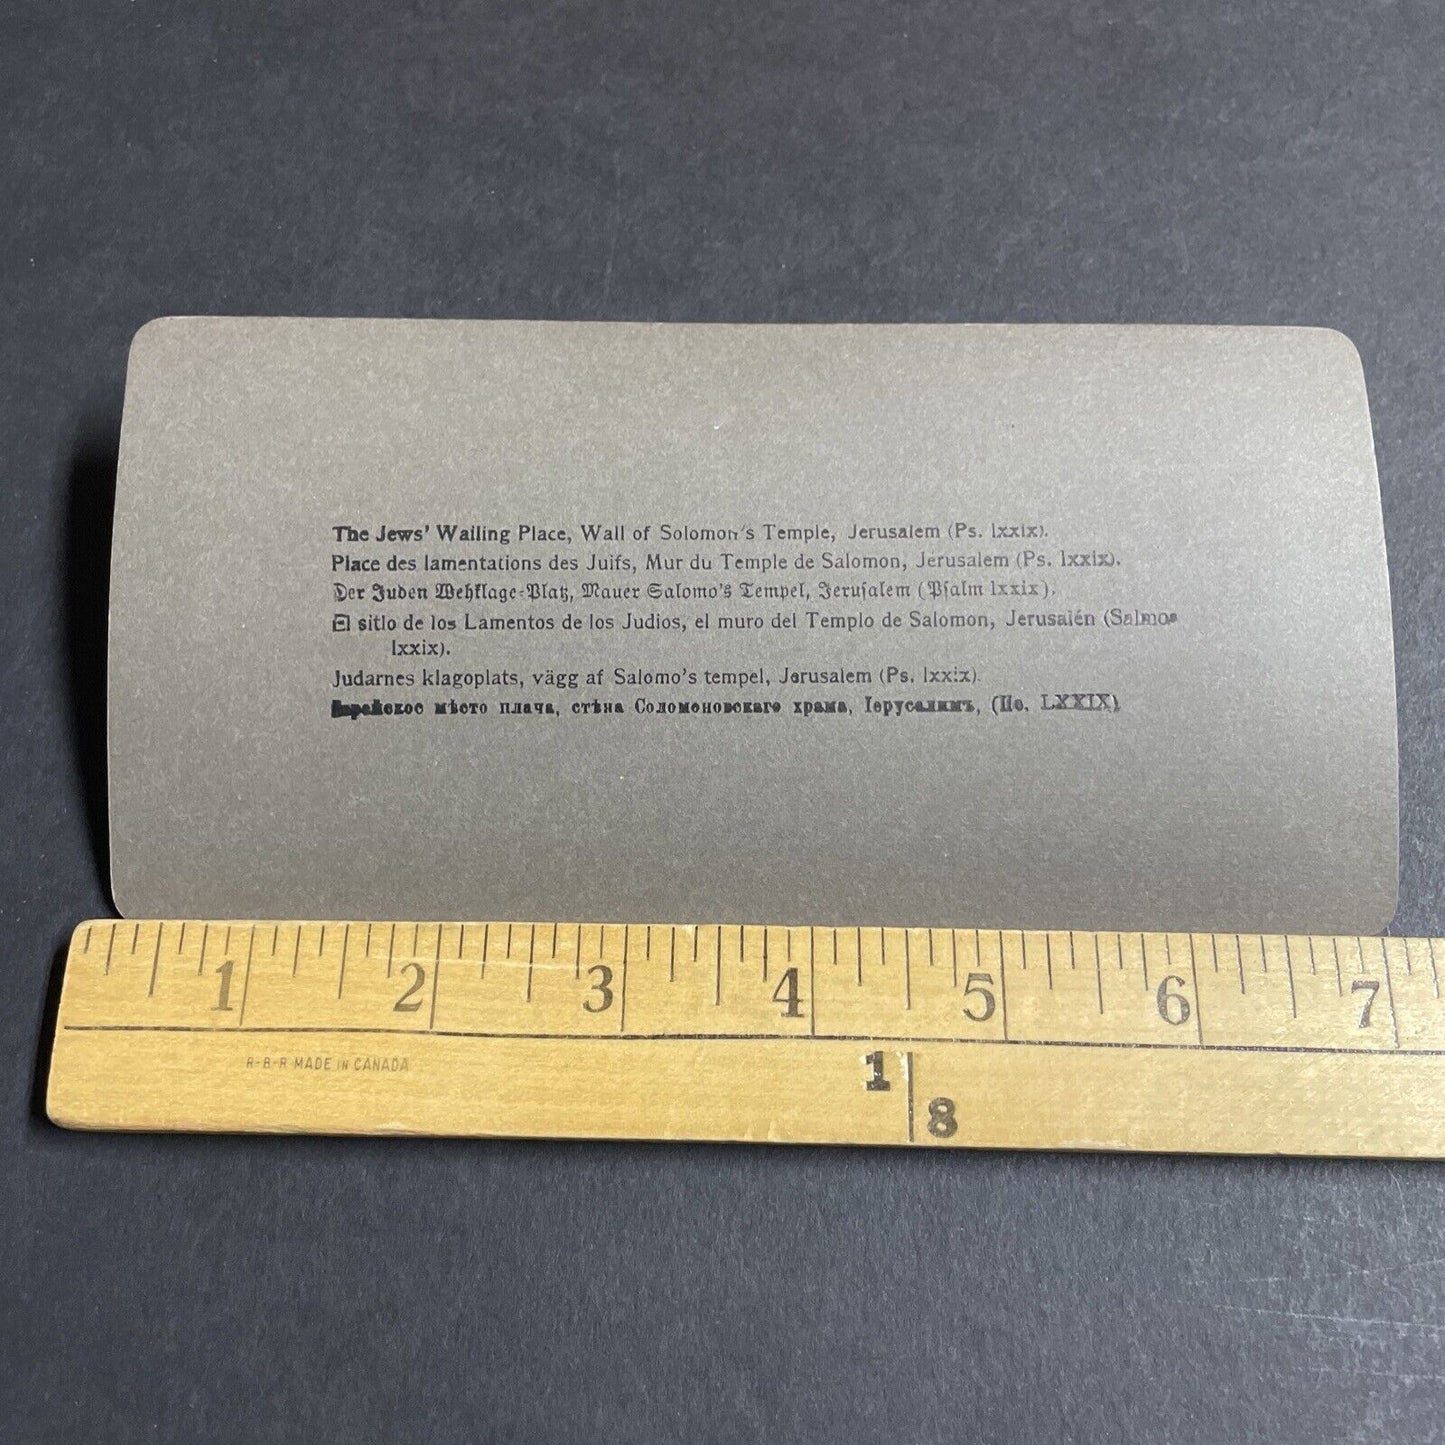 The Jews' Wailing Place, Wall of Solomon's Temple, Jerusalem (Ps. lxxix).
Place des lamentations des Juifs, Mur du Temple de Salomon, Jérusalem (Ps. lxxix).
Der Juden Wehklage-Platz, Mauer Salomo's Tempel, Jerusalem (Psalm lxxix).
El sitio de los Lamentos de los Judios, el muro del Templo de Salomon, Jerusalén (Salmos
lxxix).
Judarnes klagoplats, vägg af Salomo's tempel, Jerusalem (Ps. lxxix)
Еврейское мѣсто плача, стѣна Соломоновскаго храма, Іерусалимъ, (Пс. LXXIX)
1 2 3 4 5 6 7
R-B-R MADE IN CANADA
1
8